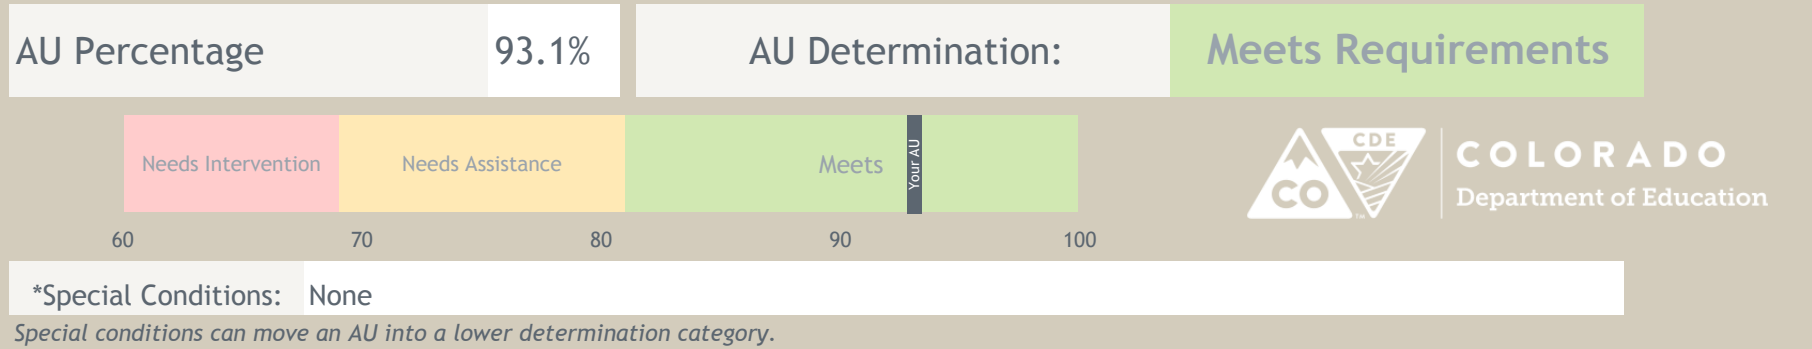 AU Percentage 93.1% AU Determination: Meets Requirements
Needs Intervention Needs Assistance Meets Your AU
60 70 80 90 100
CDE
CO
TM
COLORADO
Department of Education
*Special Conditions: None
Special conditions can move an AU into a lower determination category.